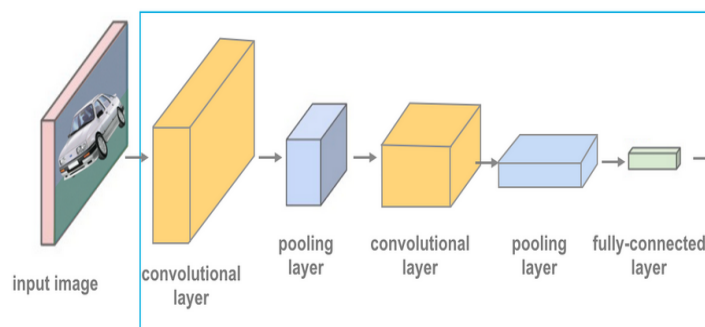 input image
convolutional
layer
pooling
layer
convolutional
layer
pooling
layer
fully-connected
layer